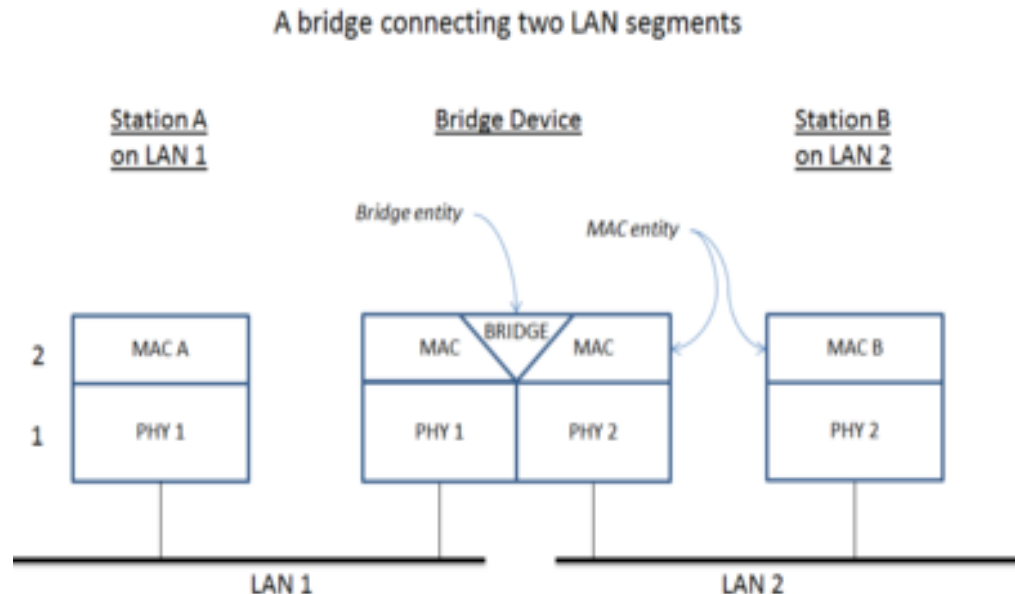 A bridge connecting two LAN segments
Station A
on LAN 1
Bridge Device
Station B
on LAN 2
Bridge entity
MAC entity
2
MAC A
MAC
BRIDGE
MAC
MAC B
1
PHY 1
PHY 1
PHY 2
PHY 2
LAN 1
LAN 2